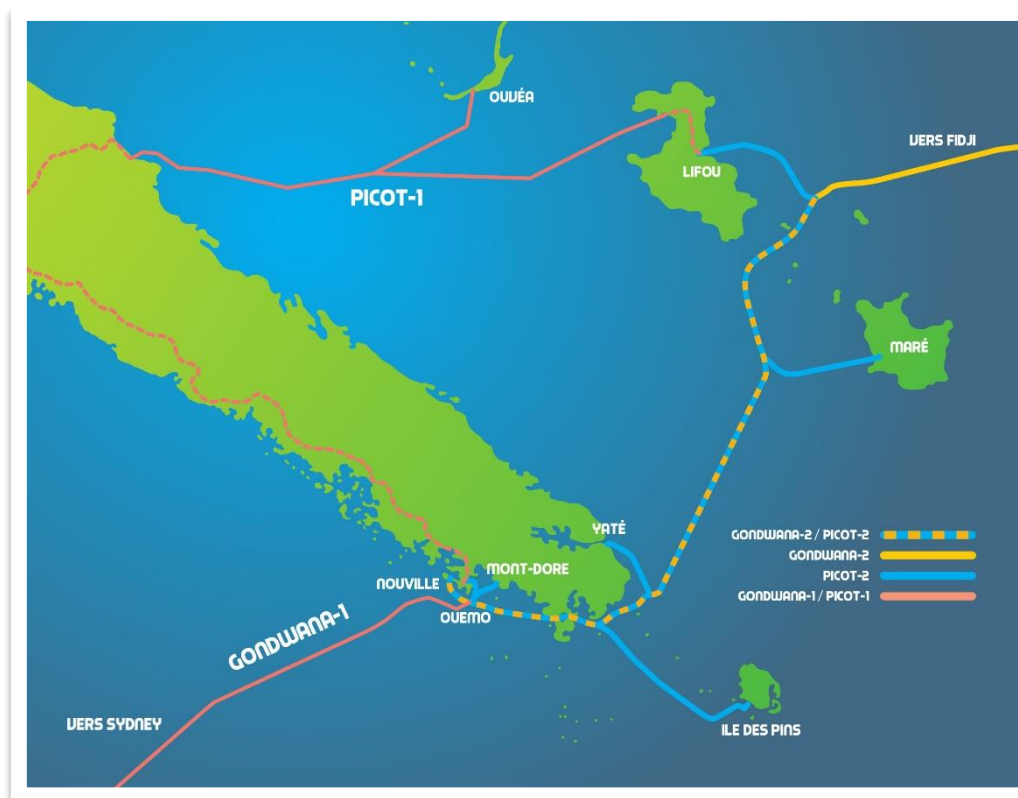 OUVÉA
VERS FIDJI
LIFOU
PICOT-1
MARÉ
YATÉ
GONDWANA-2 / PICOT-2
GONDWANA-2
PICOT-2
GONDWANA-1 / PICOT-1
MONT-DORE
NOUVILLE
OUEMO
GONDWANA-1
VERS SYDNEY
ILE DES PINS